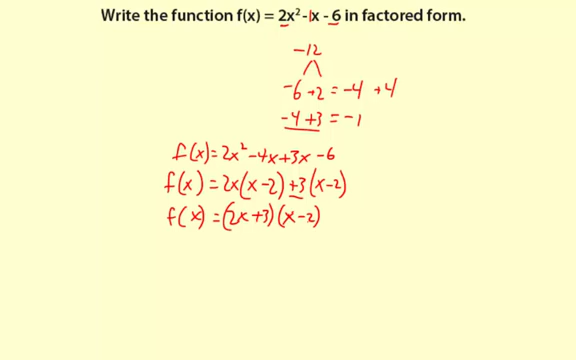 Write the function f(x) = 2x² - 1x - 6 in factored form.
-12
-6 +2 = -4 +4
-4 +3 = -1
f(x) = 2x² - 4x + 3x - 6
f(x) = 2x(x - 2) + 3(x - 2)
f(x) = (2x + 3)(x - 2)